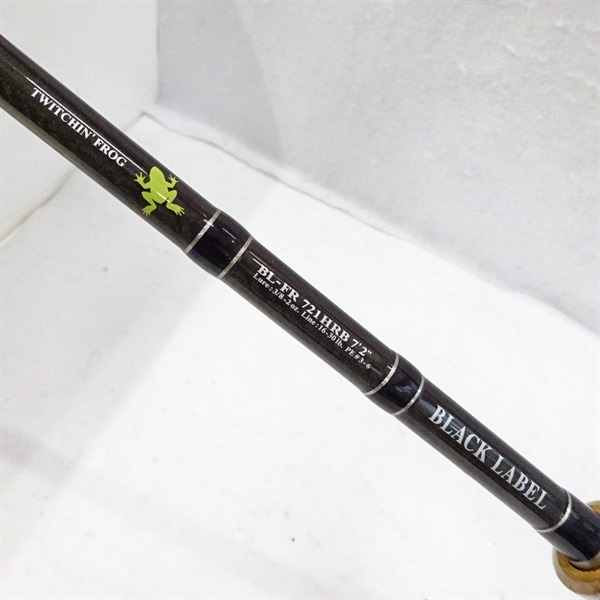 TWITCHIN' FROG
BL-FR 721HRB 7'2"
Lure:3/8-2oz. Line:16-30lb. PE#3-6
BLACK LABEL